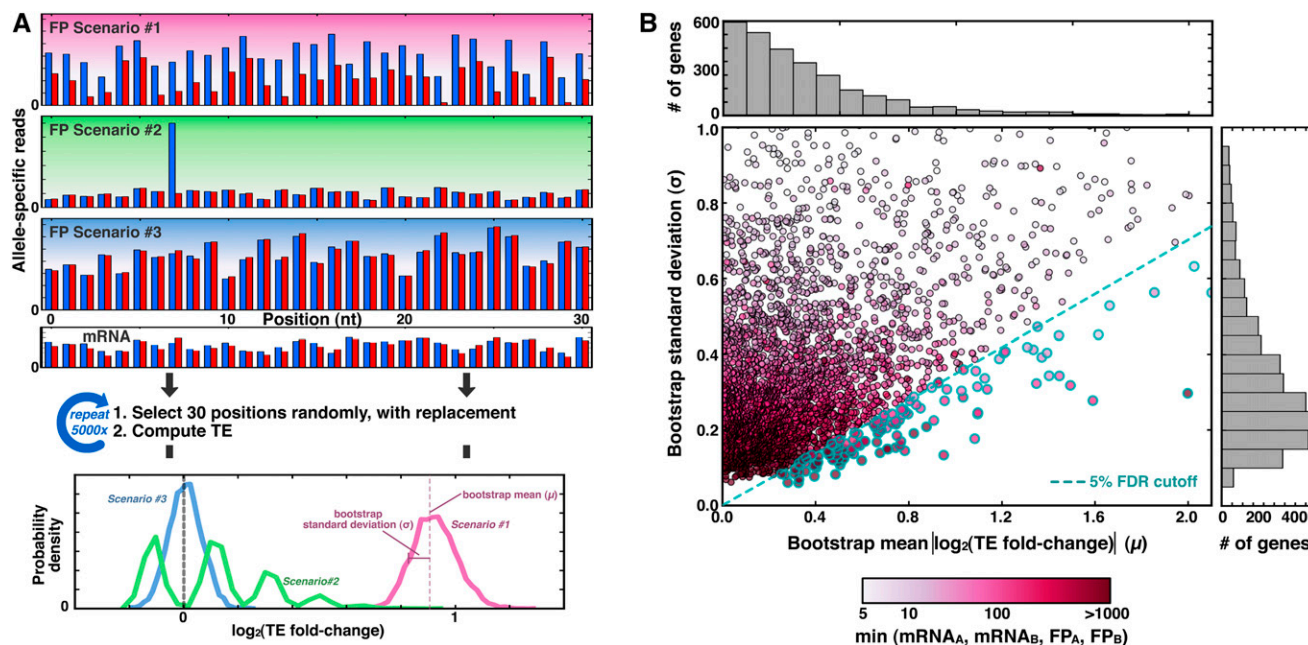 A
FP Scenario #1
0
FP Scenario #2
0
FP Scenario #3
0
Allele-specific reads
0 10 20 30
Position (nt)
mRNA
0
repeat
5000x
1. Select 30 positions randomly, with replacement
2. Compute TE
Probability
density
0
Scenario #3
bootstrap
standard deviation (σ)
bootstrap mean (μ)
Scenario #1
Scenario#2
0 1
log₂(TE fold-change)
B
# of genes
600
300
0
Bootstrap standard deviation (σ)
1.0
0.8
0.6
0.4
0.2
0.0
5% FDR cutoff
0.0 0.4 0.8 1.2 1.6 2.0
Bootstrap mean |log₂(TE fold-change)| (μ)
0 200 400
# of genes
5 10 100 >1000
min (mRNA_A, mRNA_B, FP_A, FP_B)